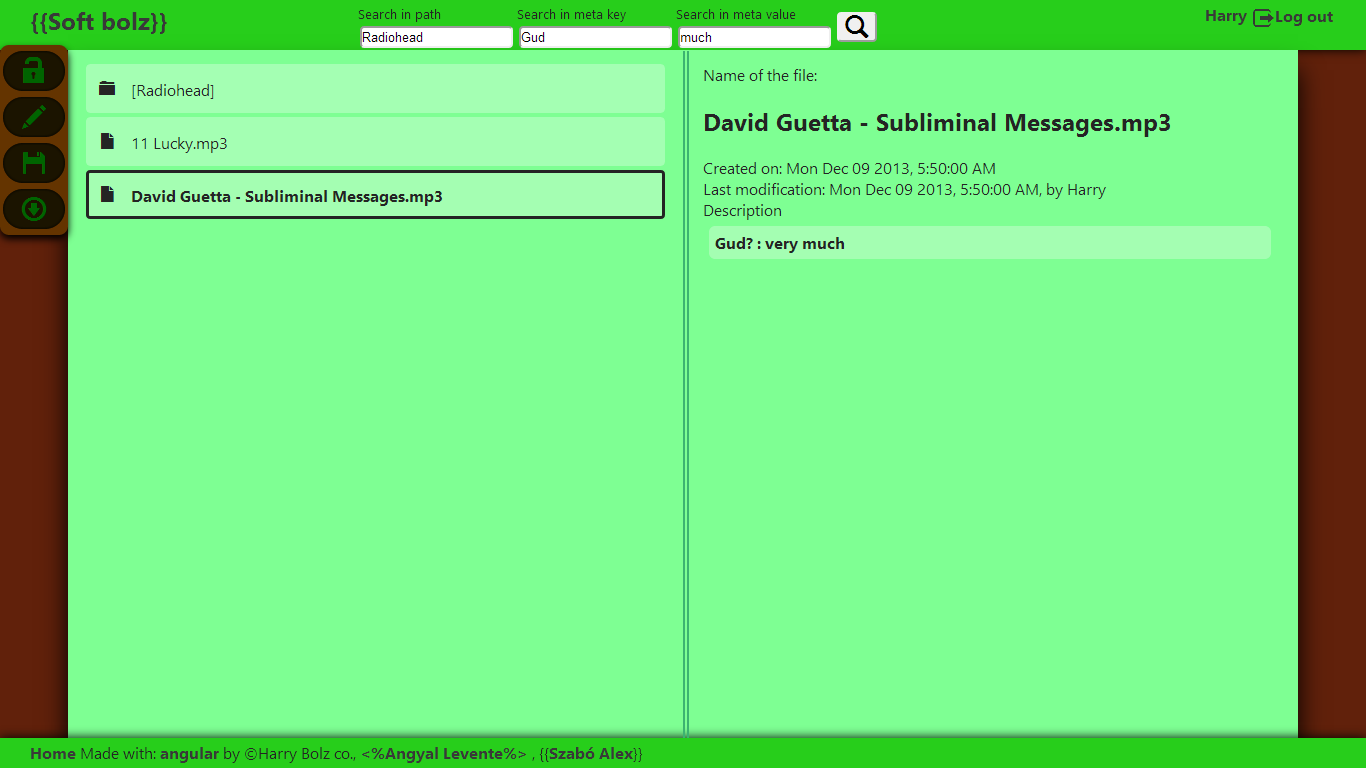 {{Soft bolz}}
Search in path Search in meta key Search in meta value
Radiohead Gud much
Harry Log out
[Radiohead]
11 Lucky.mp3
David Guetta - Subliminal Messages.mp3
Name of the file:
David Guetta - Subliminal Messages.mp3
Created on: Mon Dec 09 2013, 5:50:00 AM
Last modification: Mon Dec 09 2013, 5:50:00 AM, by Harry
Description
Gud? : very much
Home Made with: angular by ©Harry Bolz co., <%Angyal Levente%> , {{Szabó Alex}}